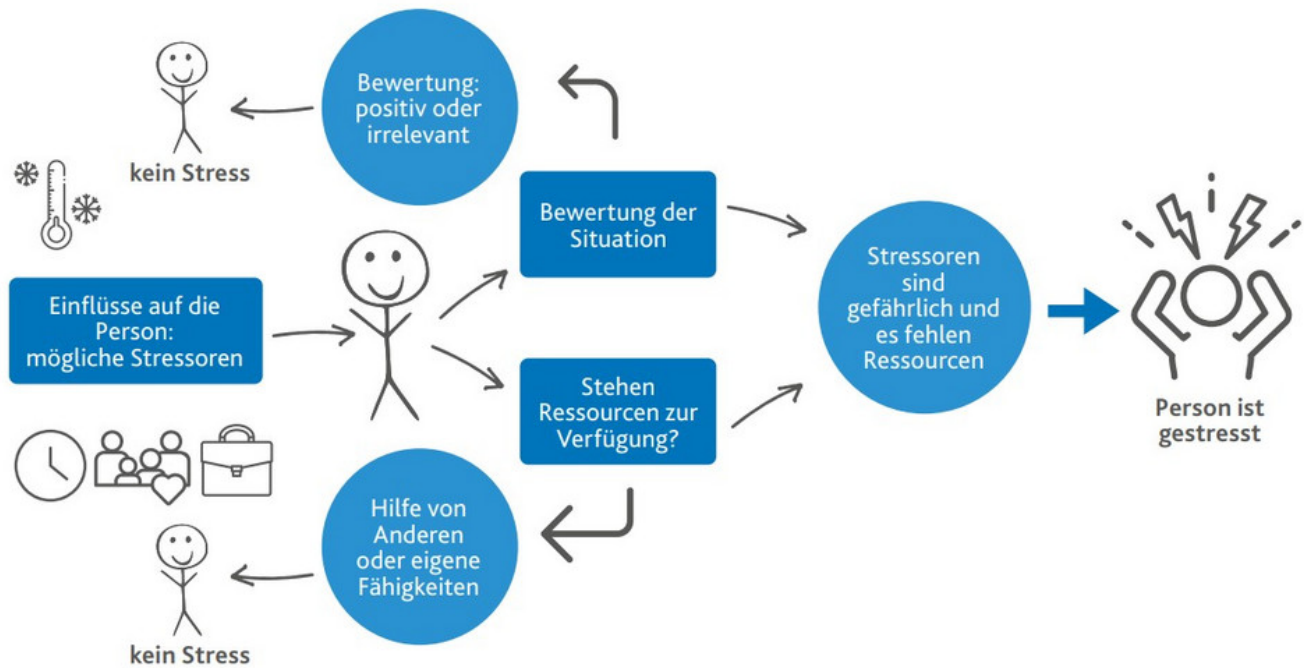 Bewertung:
positiv oder
irrelevant
kein Stress
Bewertung der
Situation
Einflüsse auf die
Person:
mögliche Stressoren
Stressoren
sind
gefährlich und
es fehlen
Ressourcen
Stehen
Ressourcen zur
Verfügung?
Person ist
gestresst
Hilfe von
Anderen
oder eigene
Fähigkeiten
kein Stress